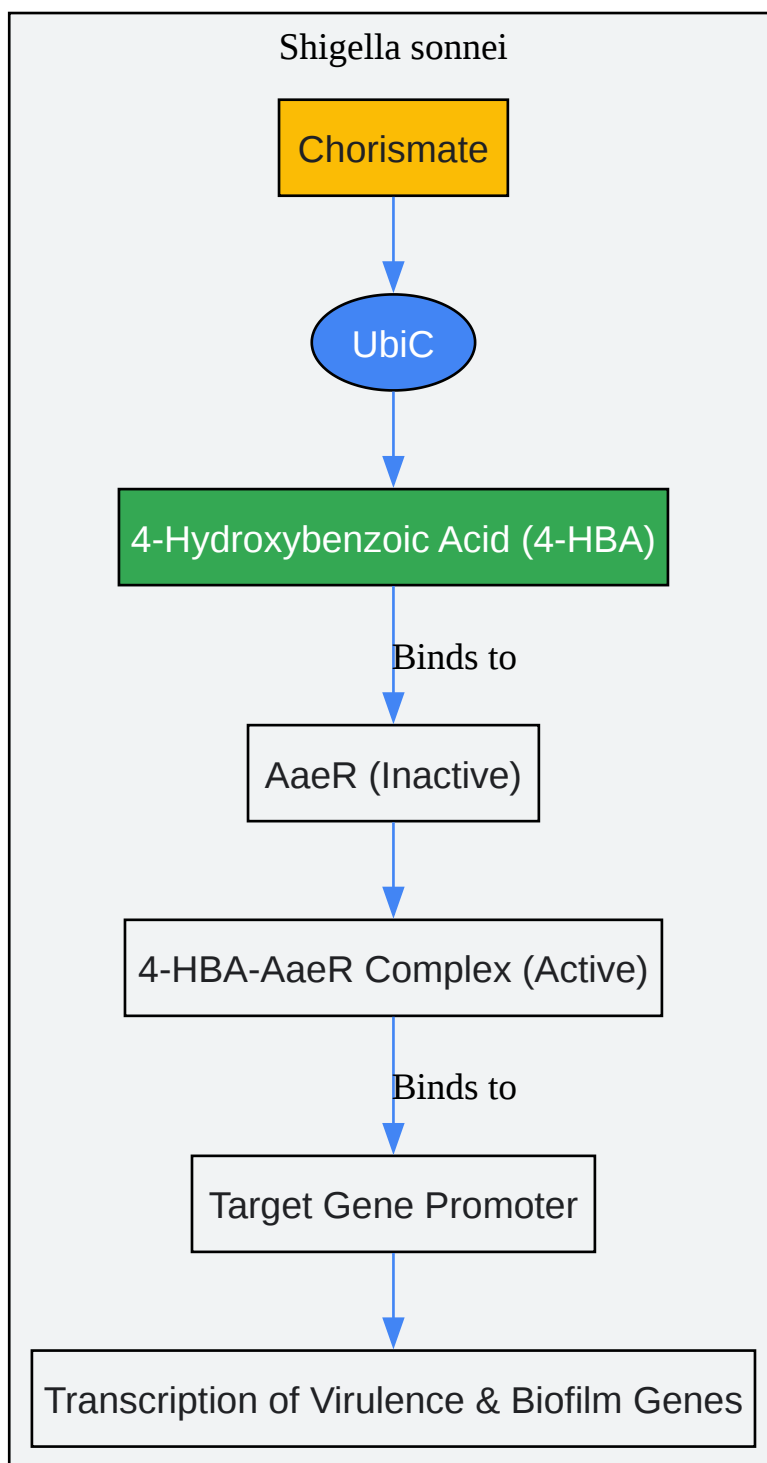 Shigella sonnei
Chorismate
UbiC
4-Hydroxybenzoic Acid (4-HBA)
Binds to
AaeR (Inactive)
4-HBA-AaeR Complex (Active)
Binds to
Target Gene Promoter
Transcription of Virulence & Biofilm Genes